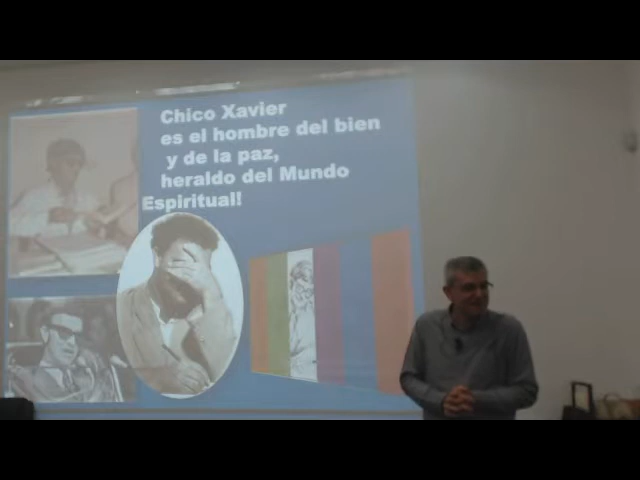 Chico Xavier
es el hombre del bien
y de la paz,
heraldo del Mundo
Espiritual!